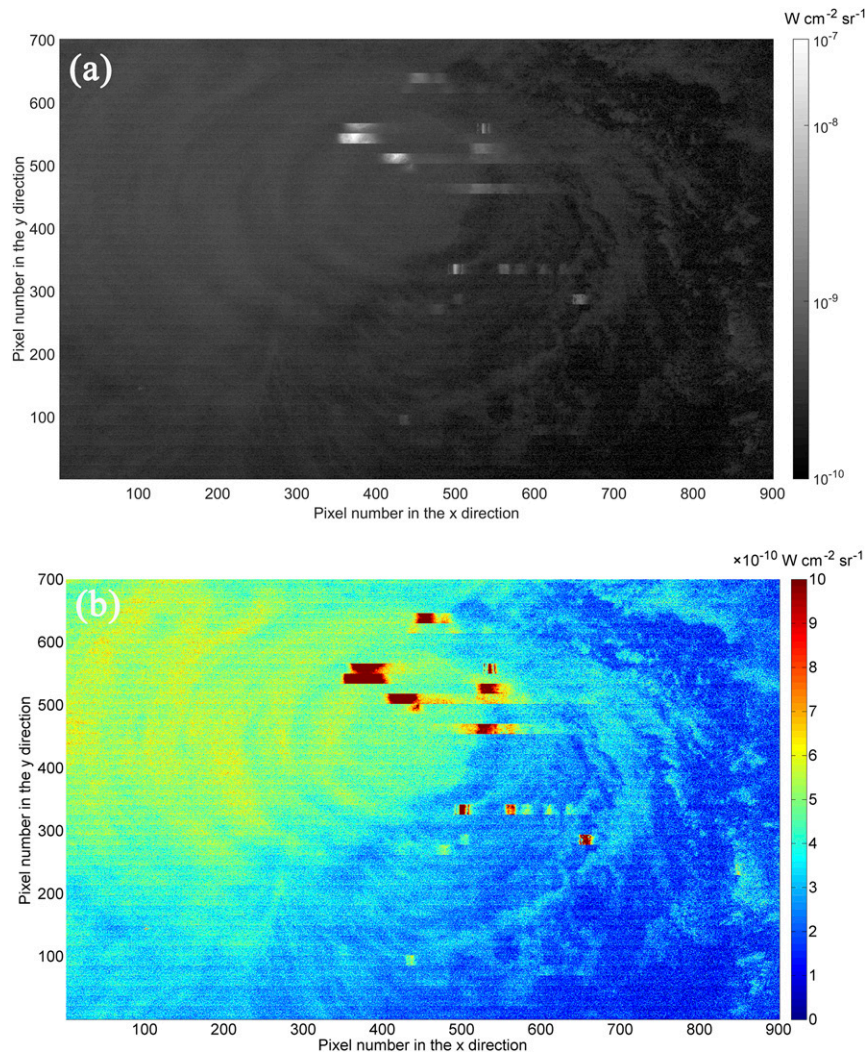 W cm-2 sr-1
(a)
10-7
10-8
10-9
10-10
700
600
500
400
300
200
100
Pixel number in the y direction
100 200 300 400 500 600 700 800 900
Pixel number in the x direction
×10-10 W cm-2 sr-1
(b)
10
9
8
7
6
5
4
3
2
1
0
700
600
500
400
300
200
100
Pixel number in the y direction
100 200 300 400 500 600 700 800 900
Pixel number in the x direction